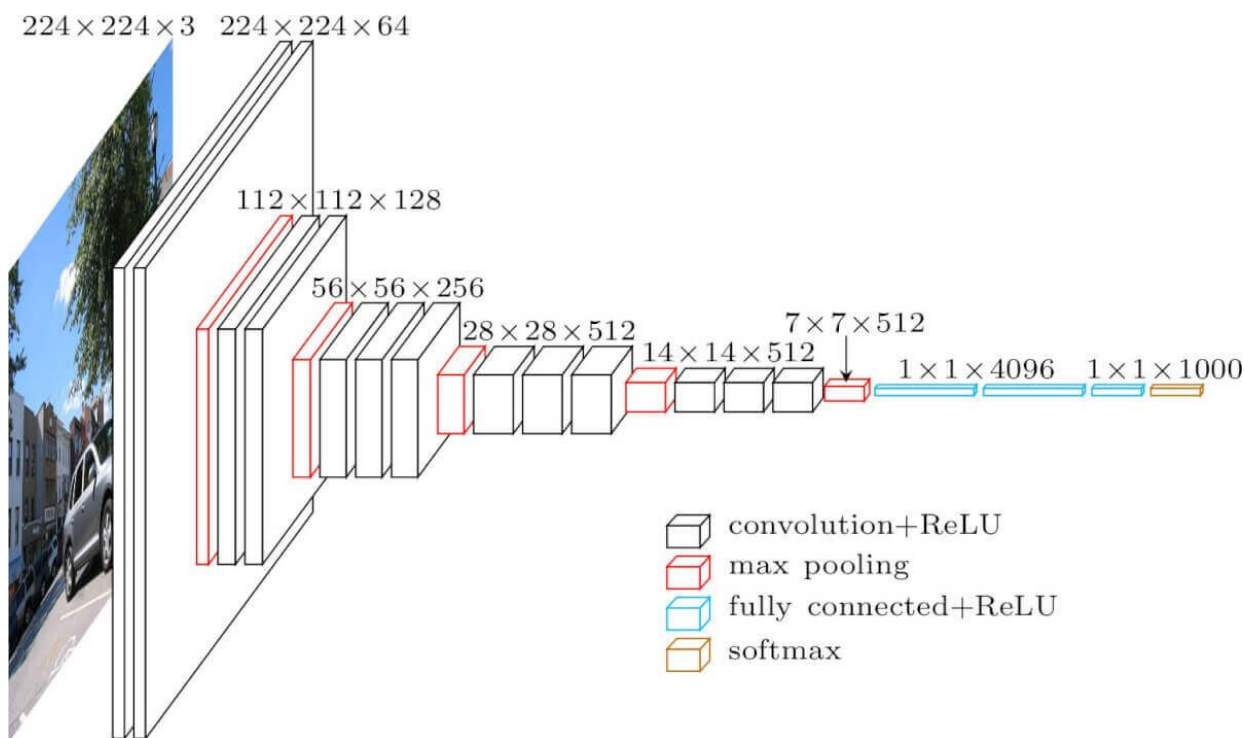 224×224×3
224×224×64
112×112×128
56×56×256
28×28×512
14×14×512
7×7×512
1×1×4096
1×1×1000
convolution+ReLU
max pooling
fully connected+ReLU
softmax